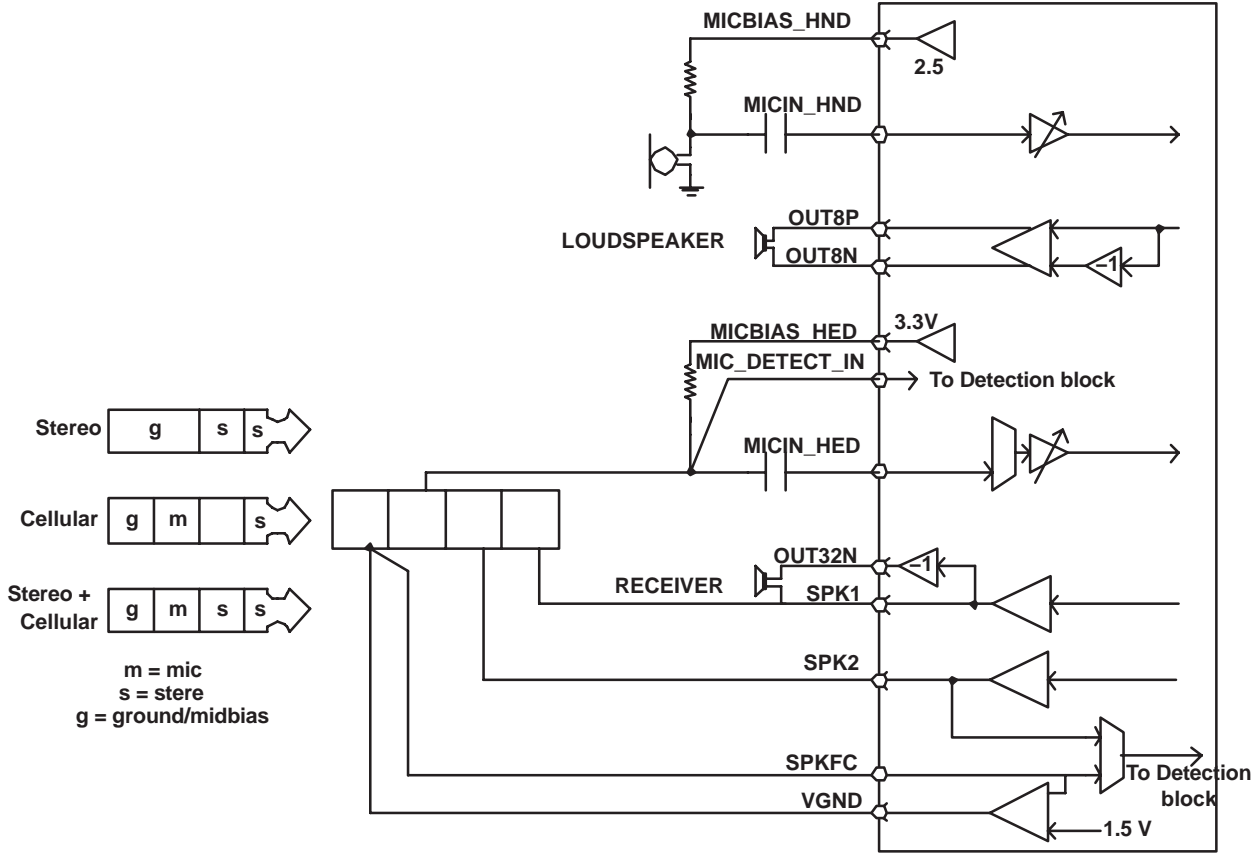 MICBIAS_HND
2.5
MICIN_HND
OUT8P
LOUDSPEAKER
OUT8N
−1
MICBIAS_HED
3.3V
MIC_DETECT_IN
To Detection block
Stereo
g
s
s
MICIN_HED
Cellular
g
m
s
OUT32N
−1
RECEIVER
SPK1
Stereo +
Cellular
g
m
s
s
m = mic
s = stere
g = ground/midbias
SPK2
SPKFC
To Detection
block
VGND
1.5 V